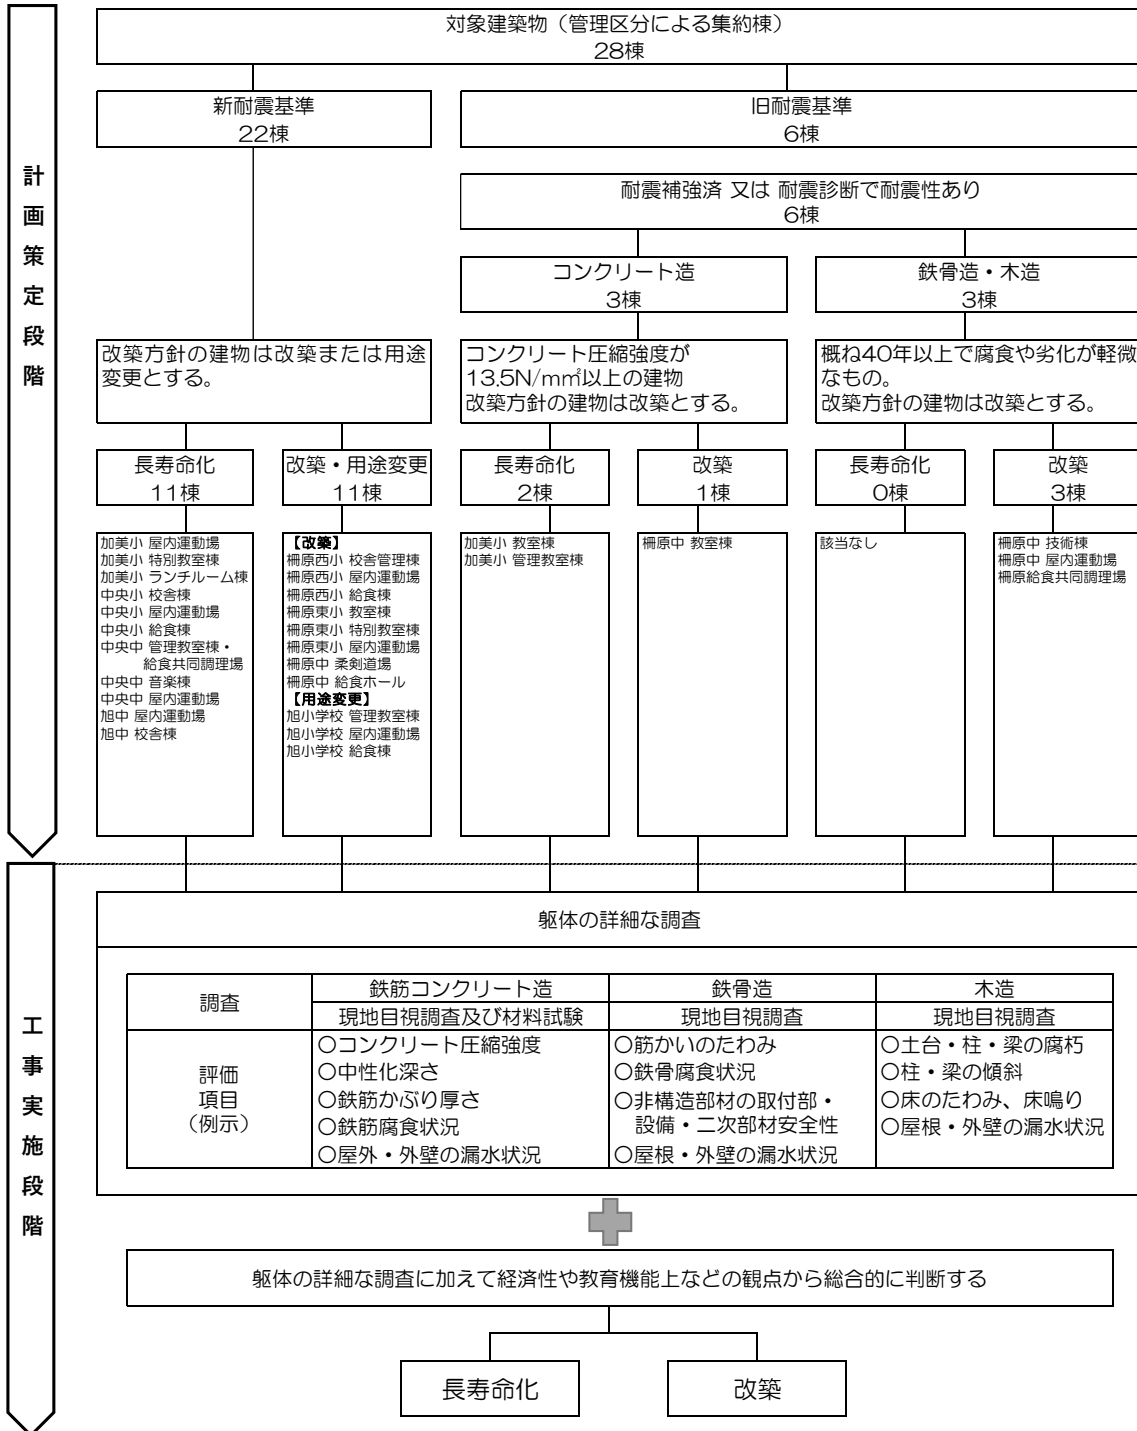 計画策定段階
対象建築物（管理区分による集約棟）
28棟
新耐震基準
22棟
旧耐震基準
6棟
耐震補強済 又は 耐震診断で耐震性あり
6棟
コンクリート造
3棟
鉄骨造・木造
3棟
改築方針の建物は改築または用途
変更とする。
コンクリート圧縮強度が
13.5N/m㎡以上の建物
改築方針の建物は改築とする。
概ね40年以上で腐食や劣化が軽微
なもの。
改築方針の建物は改築とする。
長寿命化
11棟
改築・用途変更
11棟
長寿命化
2棟
改築
1棟
長寿命化
0棟
改築
3棟
加美小 屋内運動場
加美小 特別教室棟
加美小 ランチルーム棟
中央小 校舎棟
中央小 屋内運動場
中央小 給食棟
中央中 管理教室棟・
給食共同調理場
中央中 音楽棟
中央中 屋内運動場
旭中 屋内運動場
旭中 校舎棟
【改築】
柵原西小 校舎管理棟
柵原西小 屋内運動場
柵原西小 給食棟
柵原東小 教室棟
柵原東小 特別教室棟
柵原東小 屋内運動場
柵原中 柔剣道場
柵原中 給食ホール
【用途変更】
旭小学校 管理教室棟
旭小学校 屋内運動場
旭小学校 給食棟
加美小 教室棟
加美小 管理教室棟
柵原中 教室棟
該当なし
柵原中 技術棟
柵原中 屋内運動場
柵原給食共同調理場
工事実施段階
躯体の詳細な調査
調査
鉄筋コンクリート造
鉄骨造
木造
現地目視調査及び材料試験
現地目視調査
現地目視調査
評価
項目
（例示）
○コンクリート圧縮強度
○中性化深さ
○鉄筋かぶり厚さ
○鉄筋腐食状況
○屋外・外壁の漏水状況
○筋かいのたわみ
○鉄骨腐食状況
○非構造部材の取付部・
設備・二次部材安全性
○屋根・外壁の漏水状況
○土台・柱・梁の腐朽
○柱・梁の傾斜
○床のたわみ、床鳴り
○屋根・外壁の漏水状況
躯体の詳細な調査に加えて経済性や教育機能上などの観点から総合的に判断する
長寿命化
改築